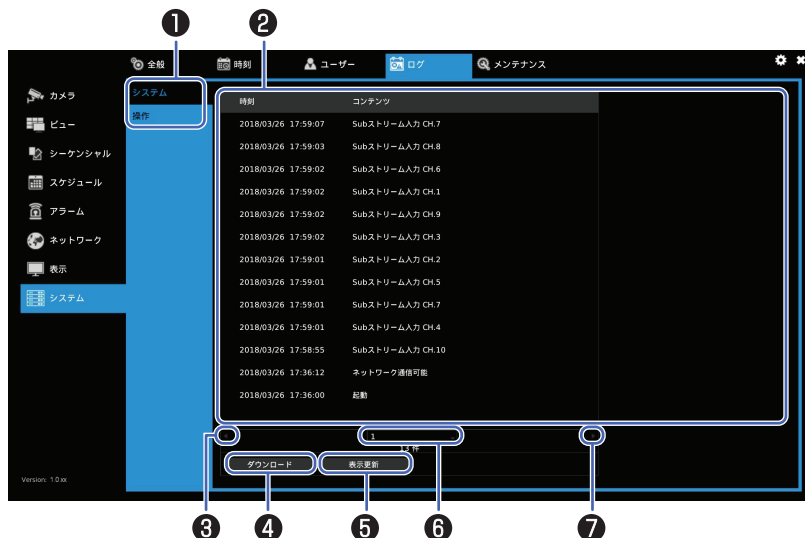 ❶ ❷
全般 時刻 ユーザー ログ メンテナンス
カメラ
ビュー
シーケンシャル
スケジュール
アラーム
ネットワーク
表示
システム
システム
操作
時刻 コンテンツ
2018/03/26 17:59:07 Subストリーム入力 CH.7
2018/03/26 17:59:03 Subストリーム入力 CH.8
2018/03/26 17:59:02 Subストリーム入力 CH.6
2018/03/26 17:59:02 Subストリーム入力 CH.1
2018/03/26 17:59:02 Subストリーム入力 CH.9
2018/03/26 17:59:02 Subストリーム入力 CH.3
2018/03/26 17:59:01 Subストリーム入力 CH.2
2018/03/26 17:59:01 Subストリーム入力 CH.5
2018/03/26 17:59:01 Subストリーム入力 CH.7
2018/03/26 17:59:01 Subストリーム入力 CH.4
2018/03/26 17:58:55 Subストリーム入力 CH.10
2018/03/26 17:36:12 ネットワーク通信可能
2018/03/26 17:36:00 起動
1
13 件
ダウンロード 表示更新
Version: 1.0.xx
❸ ❹ ❺ ❻ ❼